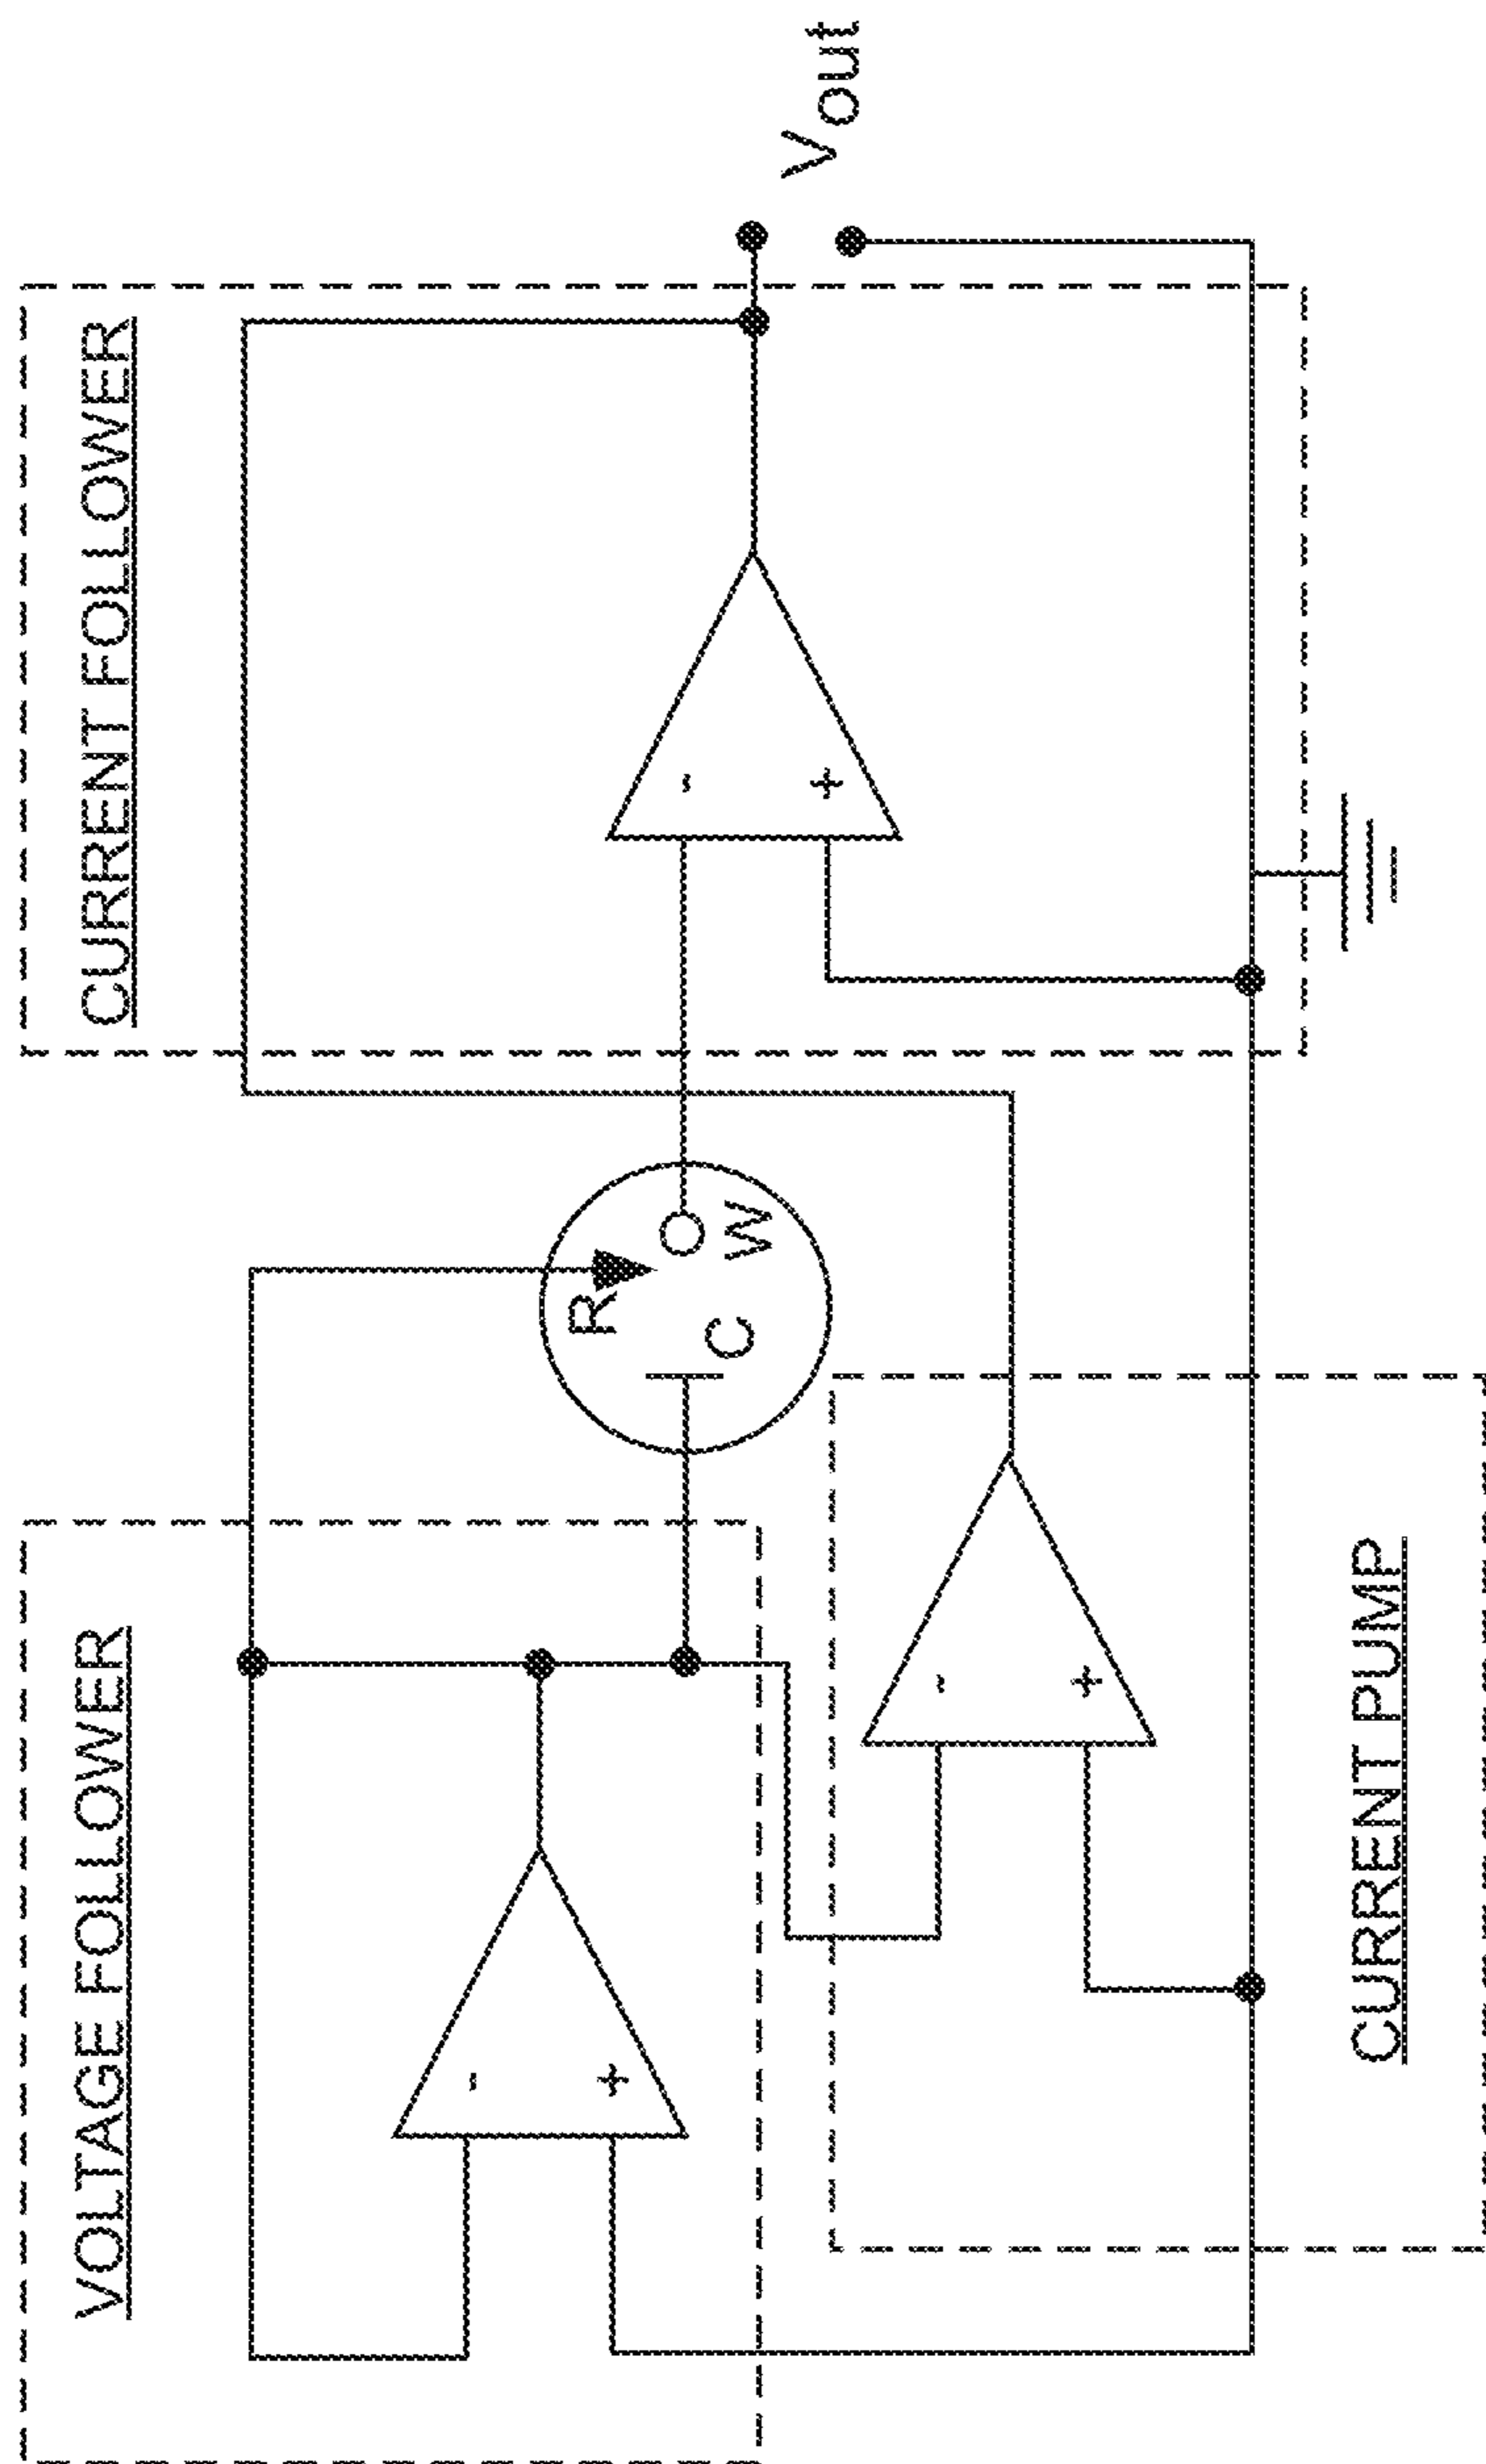 VOLTAGE FOLLOWER
CURRENT FOLLOWER
-
+
R
C
W
-
+
Vout
-
+
CURRENT PUMP